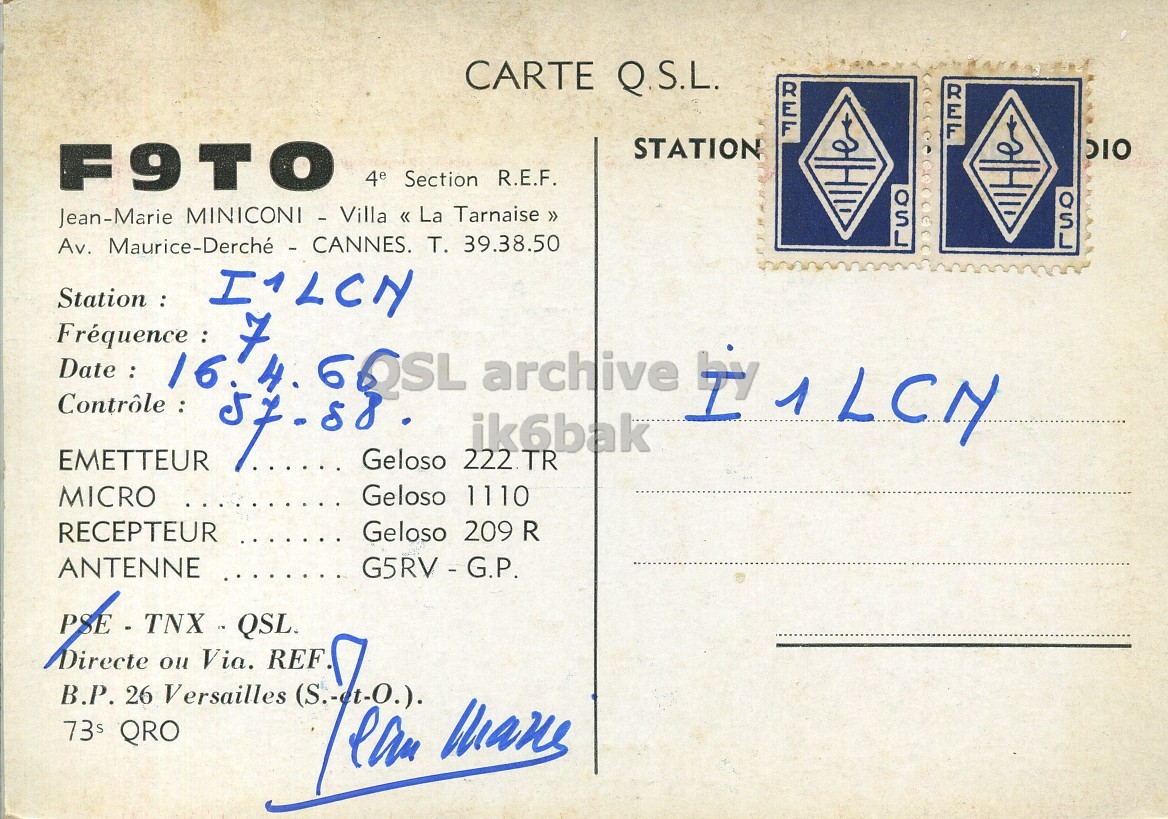 CARTE Q.S.L.
F9TO 4e Section R.E.F.
Jean-Marie MINICONI - Villa « La Tarnaise »
Av. Maurice-Derché - CANNES. T. 39.38.50
Station : I1LCN
Fréquence : 7
Date : 16.4.66
Contrôle : 57-58.
EMETTEUR ....... Geloso 222 TR
MICRO .......... Geloso 1110
RECEPTEUR ....... Geloso 209 R
ANTENNE ........ G5RV - G.P.
PSE - TNX - QSL.
Directe ou Via. REF.
B.P. 26 Versailles (S.-et-O.).
73s QRO
Jean Marie
STATION
REF
QSL
REF
QSL
I1LCN
QSL archive by
ik6bak